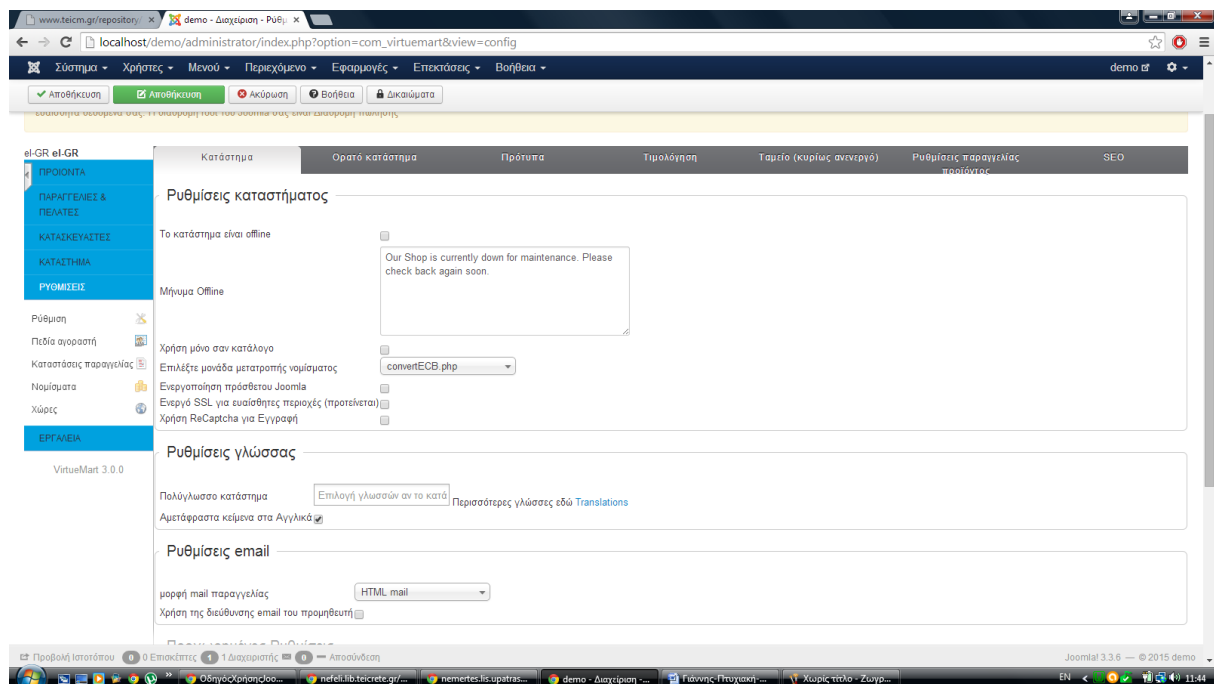 www.teicm.gr/repository/
demo - Διαχείριση - Ρύθμ
localhost/demo/administrator/index.php?option=com_virtuemart&view=config
Σύστημα Χρήστες Μενού Περιεχόμενο Εφαρμογές Επεκτάσεις Βοήθεια demo
Αποθήκευση Αποθήκευση Ακύρωση Βοήθεια Δικαιώματα
el-GR el-GR
Κατάστημα Ορατό κατάστημα Πρότυπα Τιμολόγηση Ταμείο (κυρίως ανενεργό) Ρυθμίσεις παραγγελίας προϊόντος SEO
ΠΡΟΙΟΝΤΑ
ΠΑΡΑΓΓΕΛΙΕΣ &
ΠΕΛΑΤΕΣ
ΚΑΤΑΣΚΕΥΑΣΤΕΣ
ΚΑΤΑΣΤΗΜΑ
ΡΥΘΜΙΣΕΙΣ
Ρύθμιση
Πεδία αγοραστή
Καταστάσεις παραγγελίας
Νομίσματα
Χώρες
ΕΡΓΑΛΕΙΑ
VirtueMart 3.0.0
Ρυθμίσεις καταστήματος
Το κατάστημα είναι offline
Our Shop is currently down for maintenance. Please
check back again soon.
Μήνυμα Offline
Χρήση μόνο σαν κατάλογο
Επιλέξτε μονάδα μετατροπής νομίσματος convertECB.php
Ενεργοποίηση πρόσθετου Joomla
Ενεργό SSL για ευαίσθητες περιοχές (προτείνεται)
Χρήση ReCaptcha για Εγγραφή
Ρυθμίσεις γλώσσας
Πολύγλωσσο κατάστημα Επιλογή γλωσσών αν το κατά Περισσότερες γλώσσες εδώ Translations
Αμετάφραστα κείμενα στα Αγγλικά
Ρυθμίσεις email
μορφή mail παραγγελίας HTML mail
Χρήση της διεύθυνσης email του προμηθευτή
Προβολή Ιστοτόπου 0 0 Επισκέπτες 1 1 Διαχειριστής 0 Αποσύνδεση Joomla! 3.3.6 — © 2015 demo
ΟδηγόςΧρήσηςJoo... nefeli.lib.teicrete.gr/... nemertes.lis.upatras... demo - Διαχείριση -... Γιάννης-Πτυχιακή-... Χωρίς τίτλο - Ζωγρ... EN 11:44